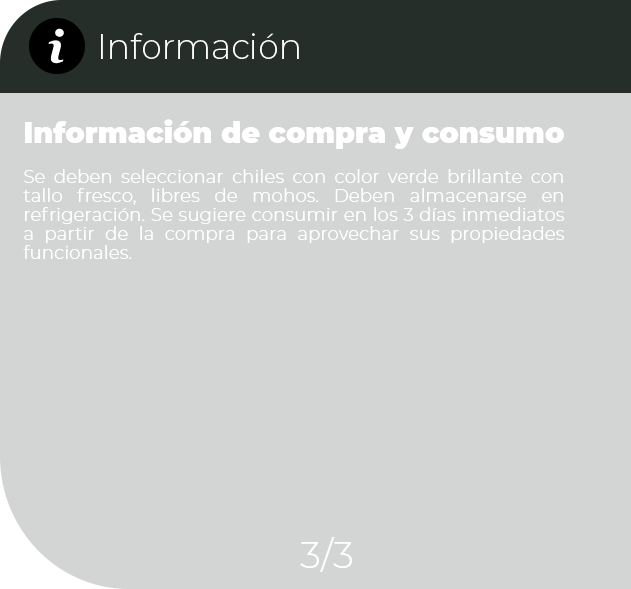 i Información
Información de compra y consumo
Se deben seleccionar chiles con color verde brillante con
tallo fresco, libres de mohos. Deben almacenarse en
refrigeración. Se sugiere consumir en los 3 días inmediatos
a partir de la compra para aprovechar sus propiedades
funcionales.
3/3